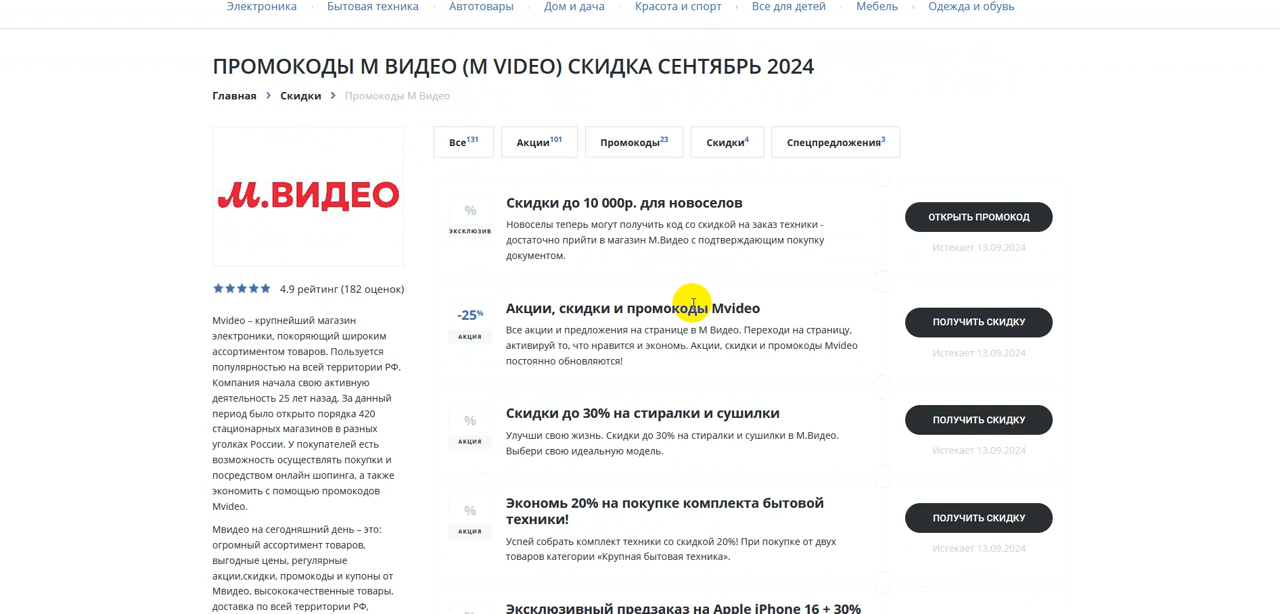 Электроника
Бытовая техника
Автотовары
Дом и дача
Красота и спорт
Все для детей
Мебель
Одежда и обувь
ПРОМОКОДЫ М ВИДЕО (M VIDEO) СКИДКА СЕНТЯБРЬ 2024
Главная > Скидки > Промокоды М Видео
Все131
Акции101
Промокоды23
Скидки4
Спецпредложения3
М.ВИДЕО
4.9 рейтинг (182 оценок)
Mvideo – крупнейший магазин
электроники, покоряющий широким
ассортиментом товаров. Пользуется
популярностью на всей территории РФ.
Компания начала свою активную
деятельность 25 лет назад. За данный
период было открыто порядка 420
стационарных магазинов в разных
уголках России. У покупателей есть
возможность осуществлять покупки и
посредством онлайн шопинга, а также
экономить с помощью промокодов
Mvideo.
Мвидео на сегодняшний день – это:
огромный ассортимент товаров,
выгодные цены, регулярные
акции,скидки, промокоды и купоны от
Мвидео, высококачественные товары,
доставка по всей территории РФ,
%
ЭКСКЛЮЗИВ
Скидки до 10 000р. для новоселов
Новоселы теперь могут получить код со скидкой на заказ техники -
достаточно прийти в магазин М.Видео с подтверждающим покупку
документом.
ОТКРЫТЬ ПРОМОКОД
Истекает 13.09.2024
-25%
АКЦИЯ
Акции, скидки и промокоды Mvideo
Все акции и предложения на странице в М Видео. Переходи на страницу,
активируй то, что нравится и экономь. Акции, скидки и промокоды Mvideo
постоянно обновляются!
ПОЛУЧИТЬ СКИДКУ
Истекает 13.09.2024
%
АКЦИЯ
Скидки до 30% на стиралки и сушилки
Улучши свою жизнь. Скидки до 30% на стиралки и сушилки в М.Видео.
Выбери свою идеальную модель.
ПОЛУЧИТЬ СКИДКУ
Истекает 13.09.2024
%
АКЦИЯ
Экономь 20% на покупке комплекта бытовой
техники!
Успей собрать комплект техники со скидкой 20%! При покупке от двух
товаров категории «Крупная бытовая техника».
ПОЛУЧИТЬ СКИДКУ
Истекает 13.09.2024
%
Эксклюзивный предзаказ на Apple iPhone 16 + 30%